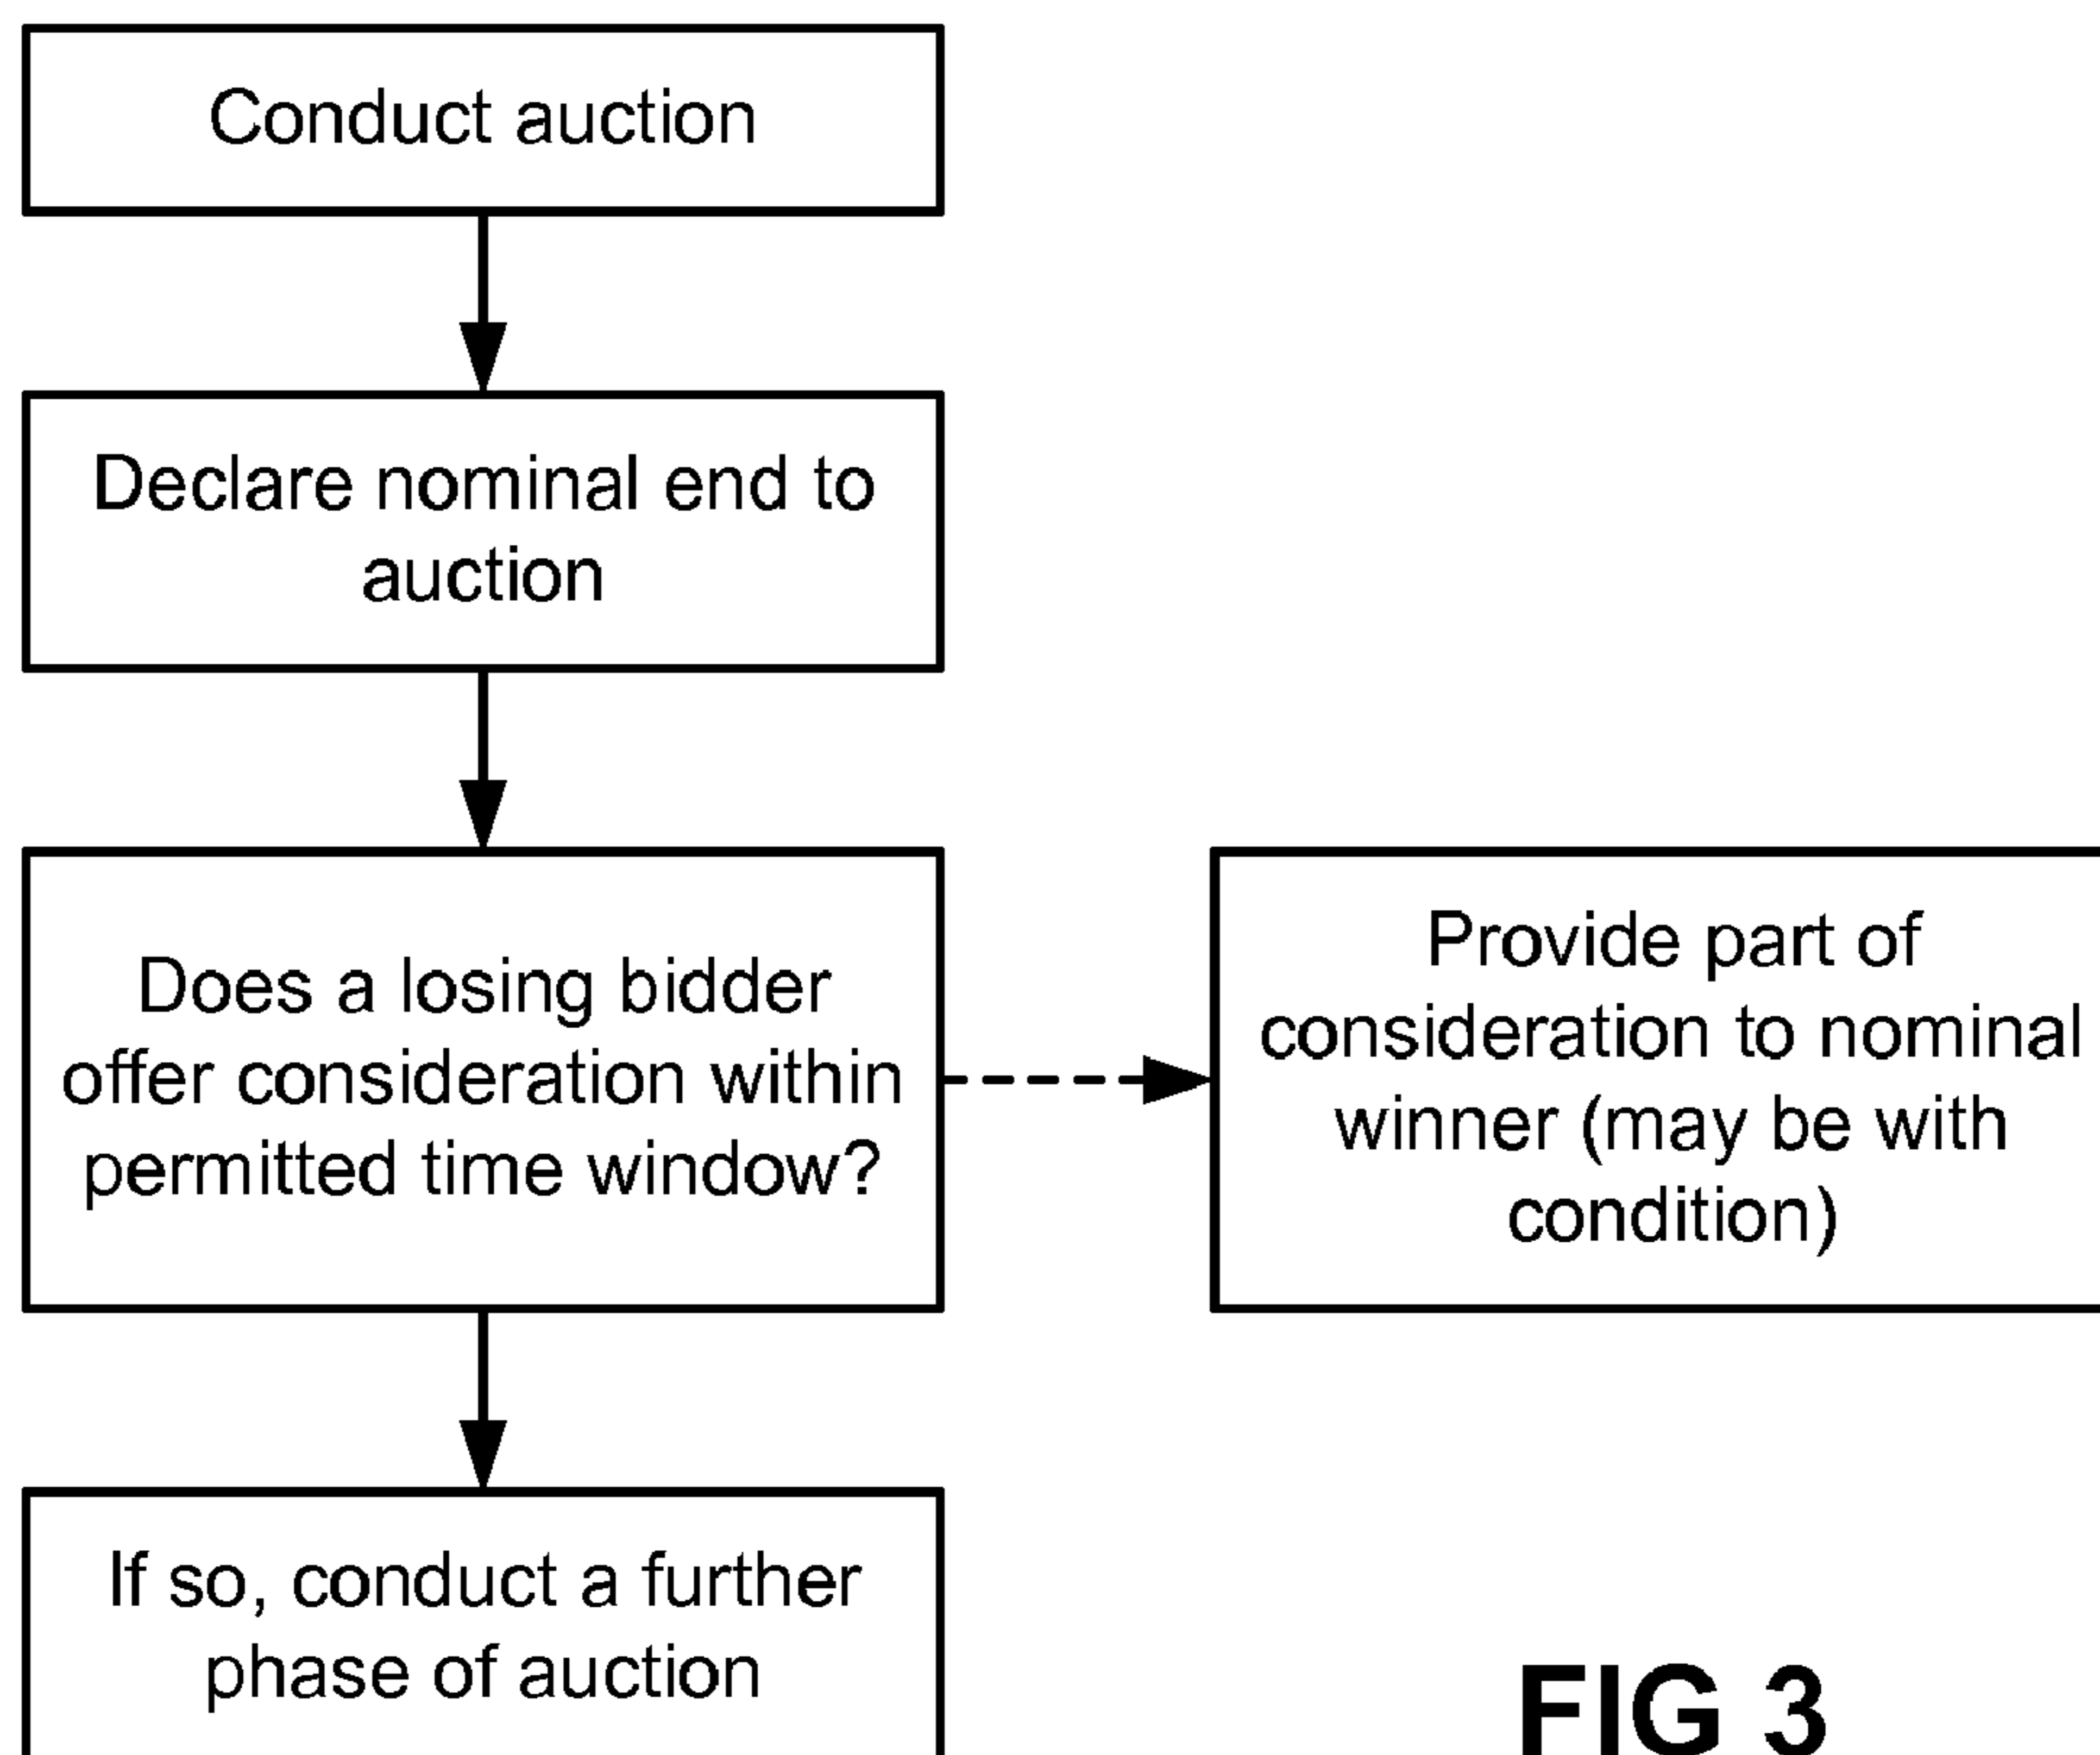 Conduct auction
Declare nominal end to
auction
Does a losing bidder
offer consideration within
permitted time window?
Provide part of
consideration to nominal
winner (may be with
condition)
If so, conduct a further
phase of auction
FIG 3